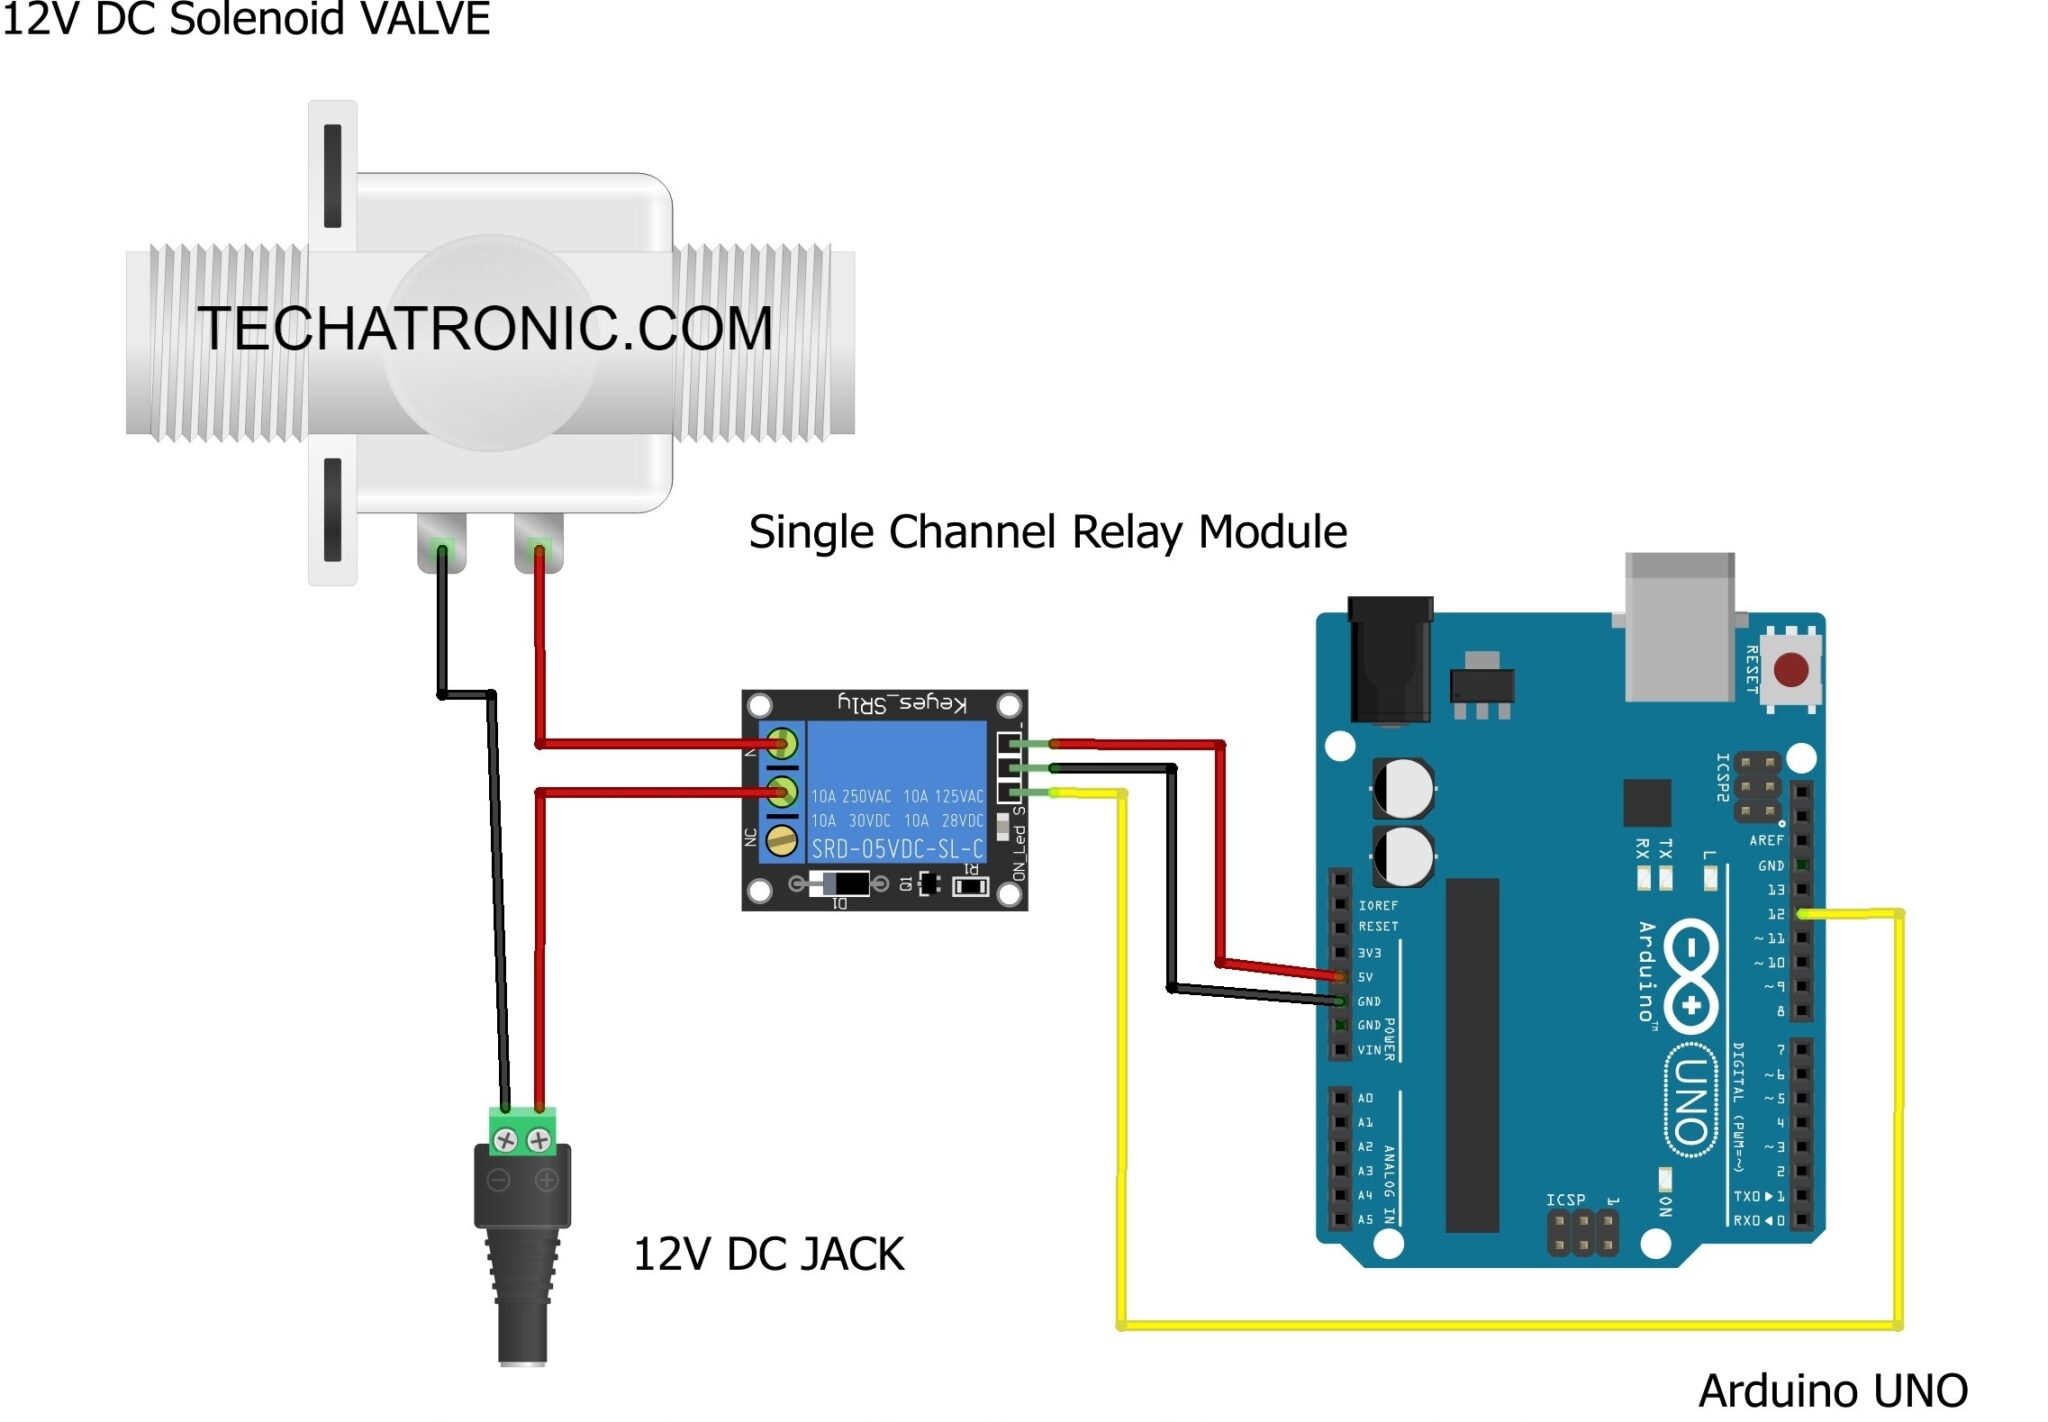 12V DC Solenoid VALVE
TECHATRONIC.COM
Single Channel Relay Module
Keyes_SR1y
-
N
10A 250VAC 10A 125VAC
10A 30VDC 10A 28VDC
SRD-05VDC-SL-C
NC
S
ON_Led
D1
Q1
R1
RESET
ICSP2
AREF
GND
13
12
~11
~10
~9
8
7
~6
~5
4
~3
2
TX0▶1
RX0◀0
RX
TX
L
IOREF
RESET
3V3
5V
GND
GND
VIN
POWER
A0
A1
A2
A3
A4
A5
ANALOG IN
Arduino™
UNO
DIGITAL (PWM=~)
ICSP
1
ON
12V DC JACK
Arduino UNO